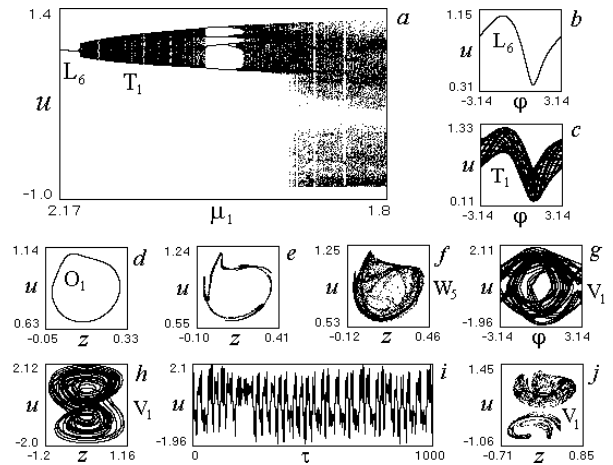 1.4
a
L6
T1
u
-1.0
2.17
μ1
1.8
1.15
b
u
L6
0.31
-3.14
φ
3.14
1.33
c
u
T1
0.11
-3.14
φ
3.14
1.14
d
u
O1
0.63
-0.05
z
0.33
1.24
e
u
0.55
-0.10
z
0.41
1.25
f
u
W5
0.53
-0.12
z
0.46
2.11
g
u
V1
-1.96
-3.14
φ
3.14
2.12
h
u
V1
-2.0
-1.2
z
1.16
2.1
i
u
-1.96
0
τ
1000
1.45
j
u
V1
-1.44
-0.71
z
0.85